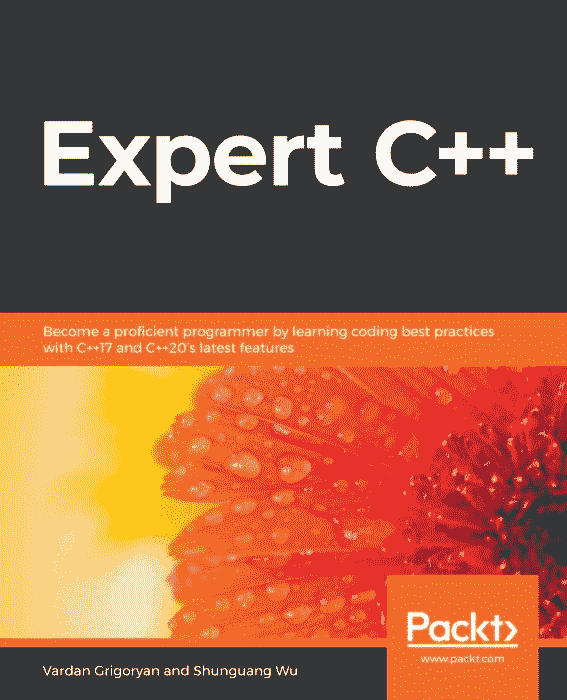 Expert C++
Become a proficient programmer by learning coding best practices
with C++17 and C++20's latest features
Packt>
www.packt.com
Vardan Grigoryan and Shunguang Wu